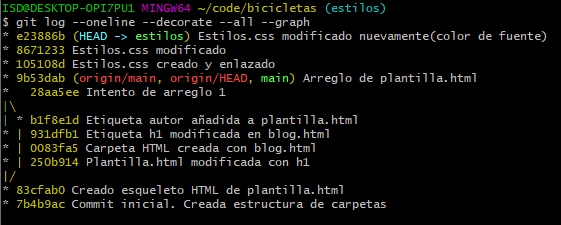 ISD@DESKTOP-OPI7PU1 MINGW64 ~/code/bicicletas (estilos)
$ git log --oneline --decorate --all --graph
* e23886b (HEAD -> estilos) Estilos.css modificado nuevamente(color de fuente)
* 8671233 Estilos.css modificado
* 105108d Estilos.css creado y enlazado
* 9b53dab (origin/main, origin/HEAD, main) Arreglo de plantilla.html
*   28aa5ee Intento de arreglo 1
|\
| * b1f8e1d Etiqueta autor añadida a plantilla.html
* | 931dfb1 Etiqueta h1 modificada en blog.html
* | 0083fa5 Carpeta HTML creada con blog.html
* | 250b914 Plantilla.html modificada con h1
|/
* 83cfab0 Creado esqueleto HTML de plantilla.html
* 7b4b9ac Commit inicial. Creada estructura de carpetas